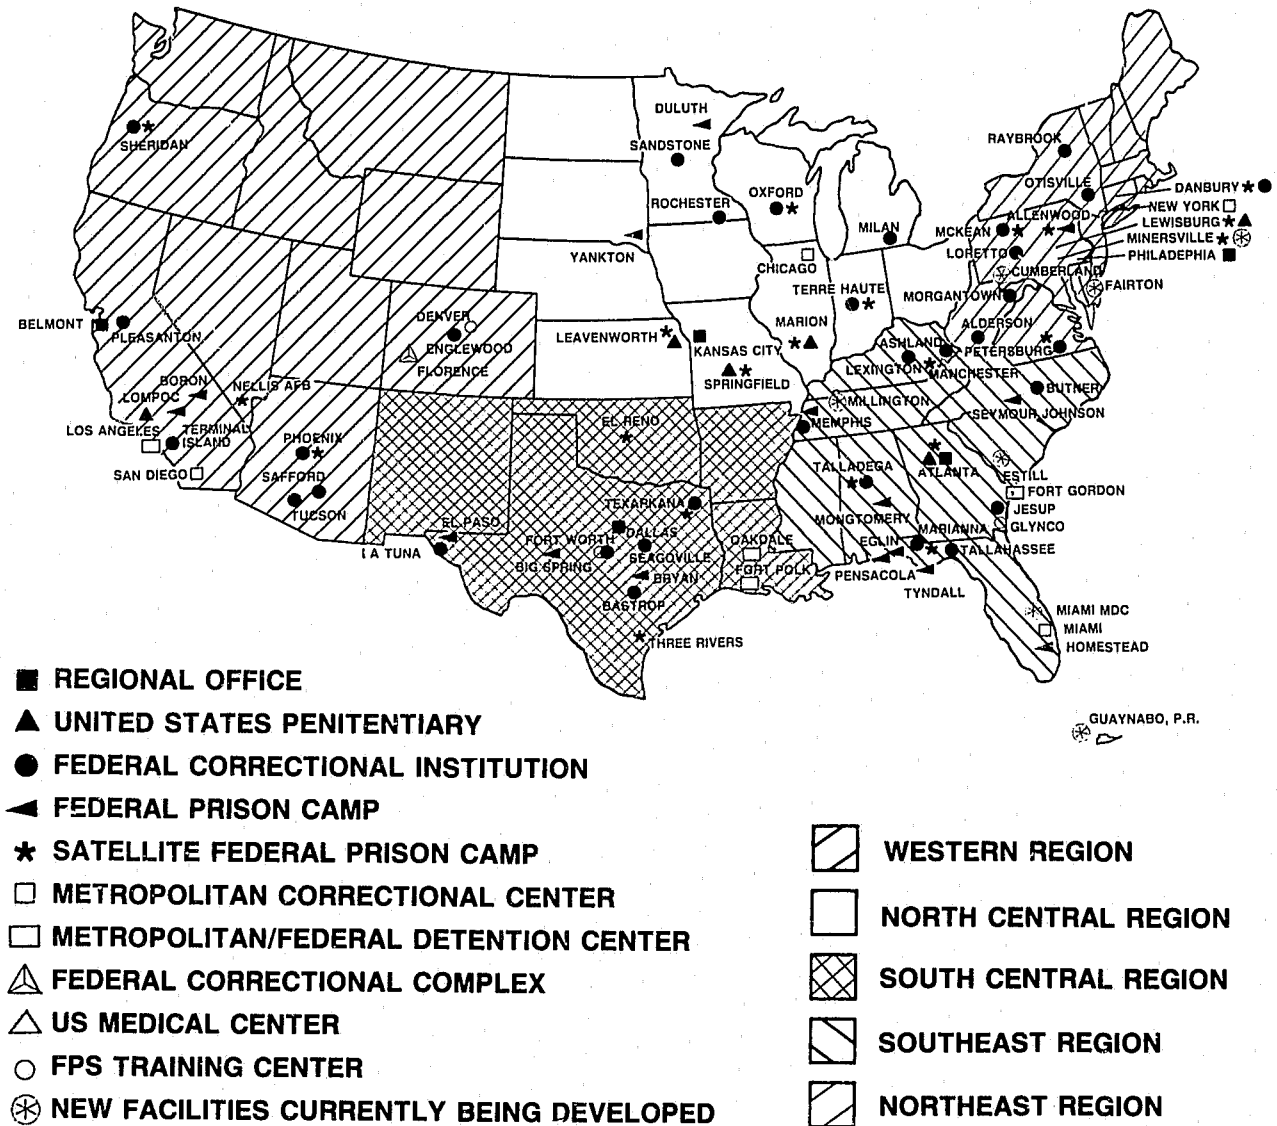 DULUTH
SANDSTONE
ROCHESTER
YANKTON
OXFORD
MILAN
CHICAGO
TERRE HAUTE
MARION
LEAVENWORTH
KANSAS CITY
SPRINGFIELD
SHERIDAN
BELMONT
PLEASANTON
BORON
LOMPOC
NELLIS AFB
LOS ANGELES
TERMINAL
ISLAND
SAN DIEGO
PHOENIX
SAFFORD
TUCSON
DENVER
ENGLEWOOD
FLORENCE
EL RENO
TEXARKANA
EL PASO
LA TUNA
FORT WORTH
DALLAS
SEAGOVILLE
BIG SPRING
BRYAN
BASTROP
THREE RIVERS
OAKDALE
FORT POLK
RAYBROOK
OTISVILLE
DANBURY
NEW YORK
ALLENWOOD
LEWISBURG
MCKEAN
MINERSVILLE
LORETTO
PHILADEPHIA
CUMBERLAND
FAIRTON
MORGANTOWN
ALDERSON
PETERSBURG
ASHLAND
LEXINGTON
MANCHESTER
BUTNER
MILLINGTON
SEYMOUR JOHNSON
MEMPHIS
TALLADEGA
ATLANTA
ESTILL
FORT GORDON
JESUP
GLYNCO
MONGTOMERY
MARIANNA
EGLIN
TALLAHASSEE
PENSACOLA
TYNDALL
MIAMI MDC
MIAMI
HOMESTEAD
GUAYNABO, P.R.
REGIONAL OFFICE
UNITED STATES PENITENTIARY
FEDERAL CORRECTIONAL INSTITUTION
FEDERAL PRISON CAMP
SATELLITE FEDERAL PRISON CAMP
METROPOLITAN CORRECTIONAL CENTER
METROPOLITAN/FEDERAL DETENTION CENTER
FEDERAL CORRECTIONAL COMPLEX
US MEDICAL CENTER
FPS TRAINING CENTER
NEW FACILITIES CURRENTLY BEING DEVELOPED
WESTERN REGION
NORTH CENTRAL REGION
SOUTH CENTRAL REGION
SOUTHEAST REGION
NORTHEAST REGION